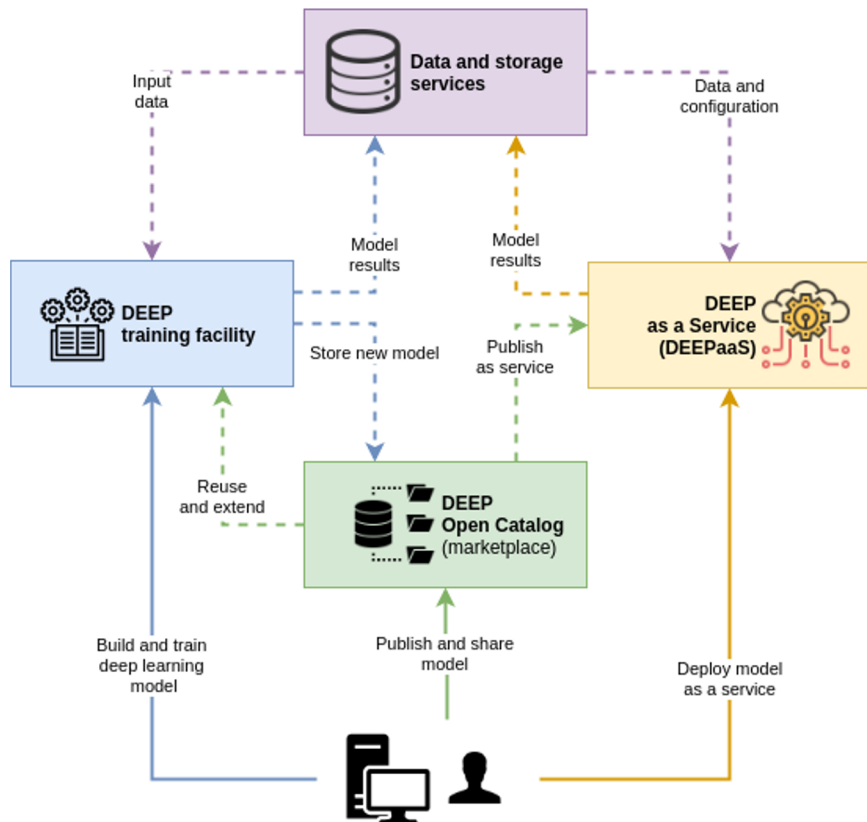 Data and storage
services
Input
data
Data and
configuration
Model
results
Model
results
DEEP
training facility
DEEP
as a Service
(DEEPaaS)
Store new model
Publish
as service
Reuse
and extend
DEEP
Open Catalog
(marketplace)
Build and train
deep learning
model
Publish and share
model
Deploy model
as a service